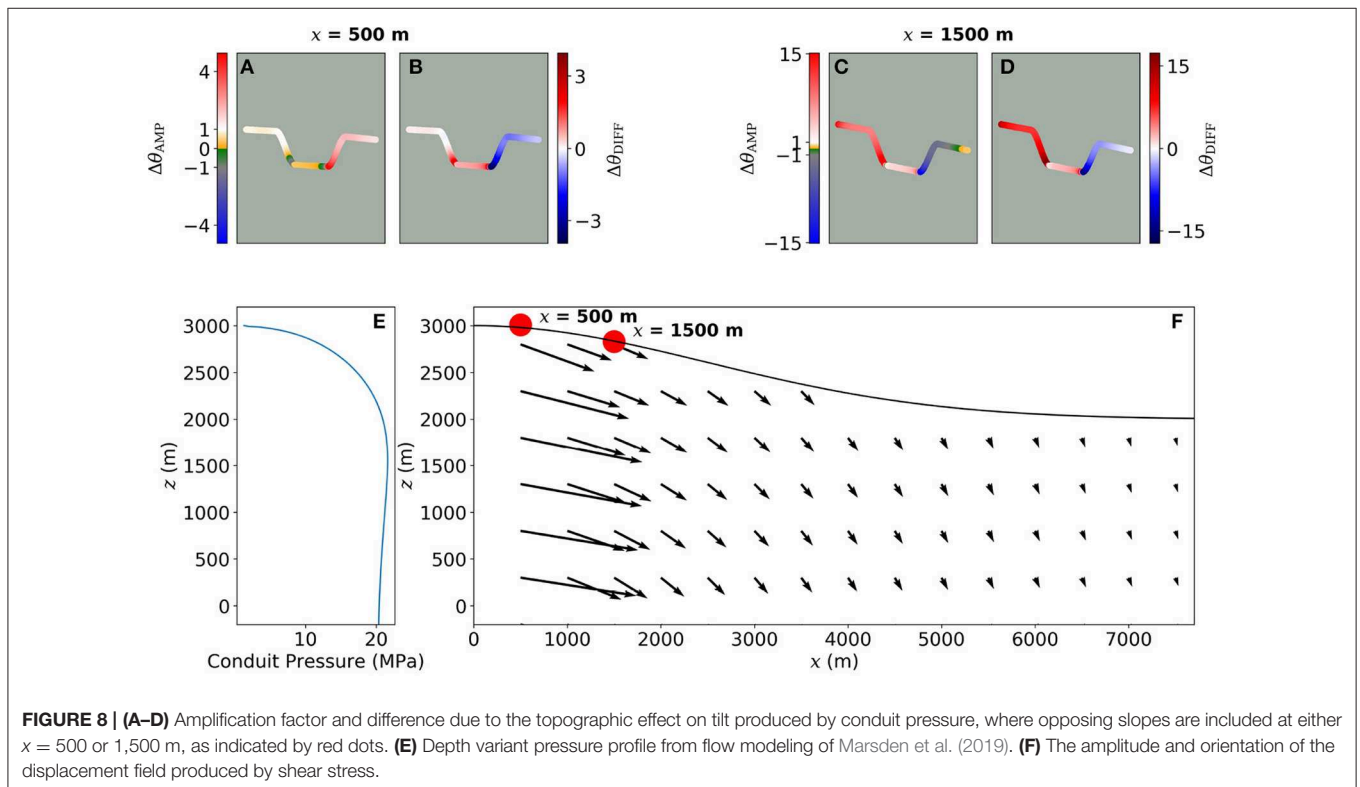 x = 500 m
x = 1500 m
A
B
C
D
4
1
0
−1
−4
Δθ_AMP
3
0
−3
Δθ_DIFF
15
1
−1
−15
Δθ_AMP
15
0
−15
Δθ_DIFF
E
3000
2500
2000
1500
1000
500
0
z (m)
10
20
Conduit Pressure (MPa)
F
x = 500 m
x = 1500 m
3000
2500
2000
1500
1000
500
0
z (m)
0
1000
2000
3000
4000
5000
6000
7000
x (m)
FIGURE 8 | (A–D) Amplification factor and difference due to the topographic effect on tilt produced by conduit pressure, where opposing slopes are included at either
x = 500 or 1,500 m, as indicated by red dots. (E) Depth variant pressure profile from flow modeling of Marsden et al. (2019). (F) The amplitude and orientation of the
displacement field produced by shear stress.